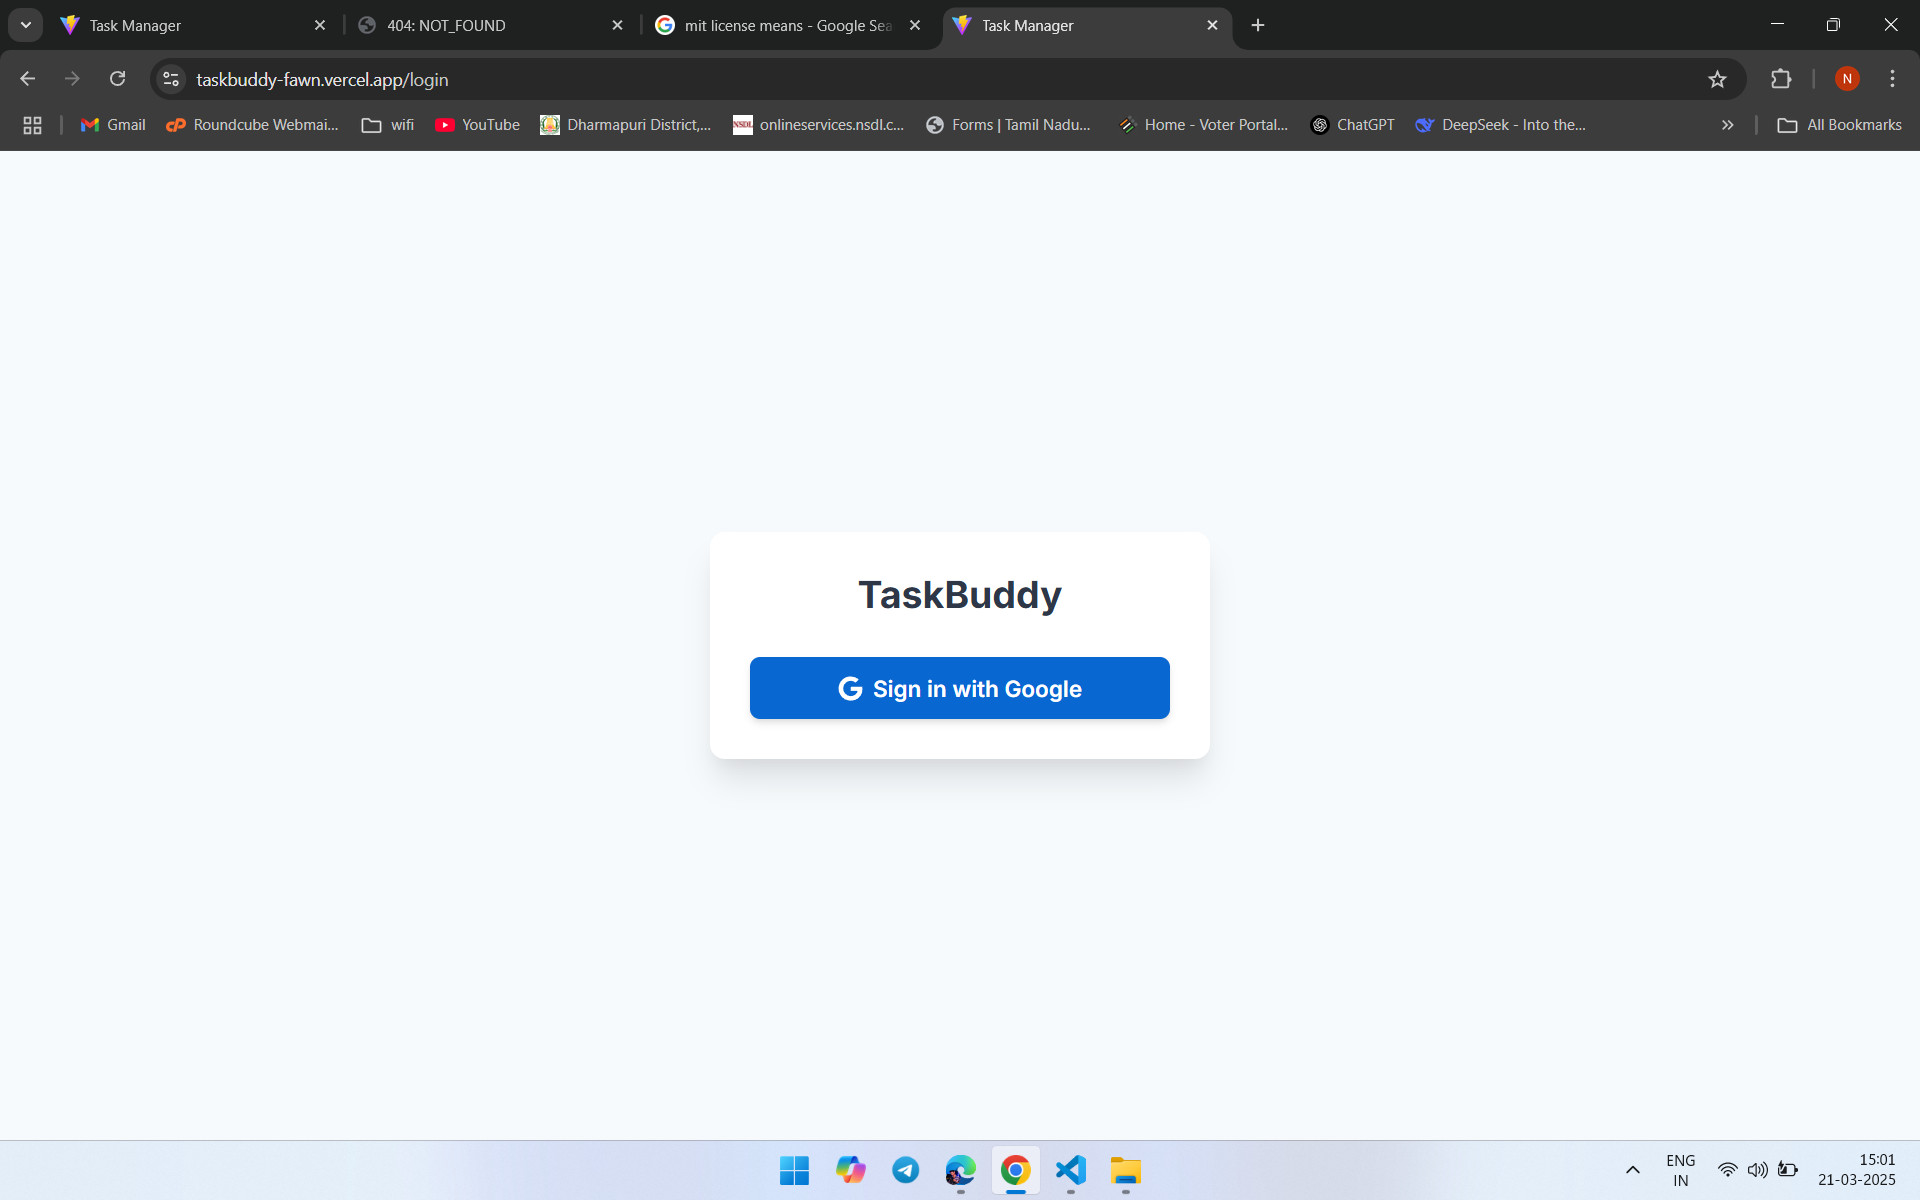 Task Manager
404: NOT_FOUND
mit license means - Google Sea
Task Manager
taskbuddy-fawn.vercel.app/login
N
Gmail
Roundcube Webmai...
wifi
YouTube
Dharmapuri District,...
NSDL
onlineservices.nsdl.c...
Forms | Tamil Nadu...
Home - Voter Portal...
ChatGPT
DeepSeek - Into the...
All Bookmarks
TaskBuddy
Sign in with Google
ENG
IN
15:01
21-03-2025